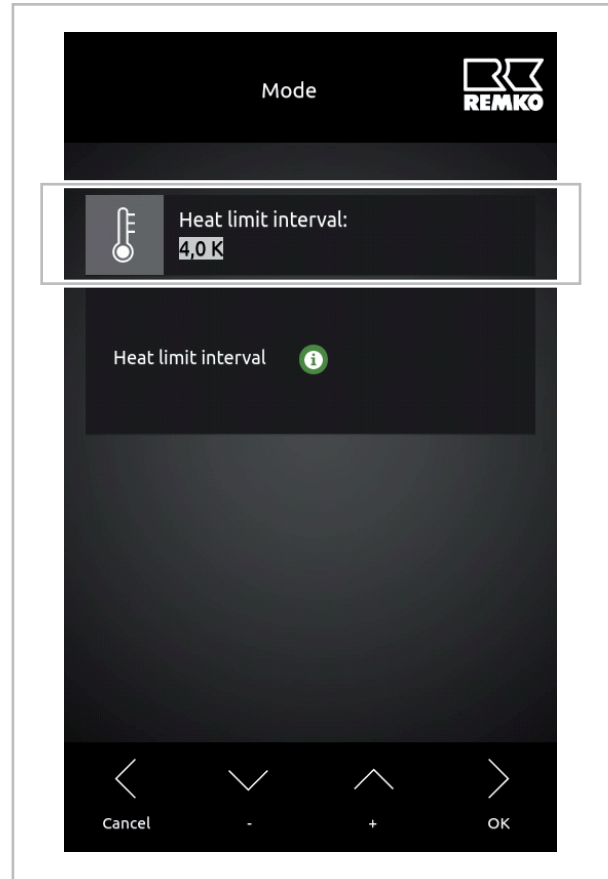 Mode
REMKO
Heat limit interval:
4,0 K
Heat limit interval
Cancel
-
+
OK